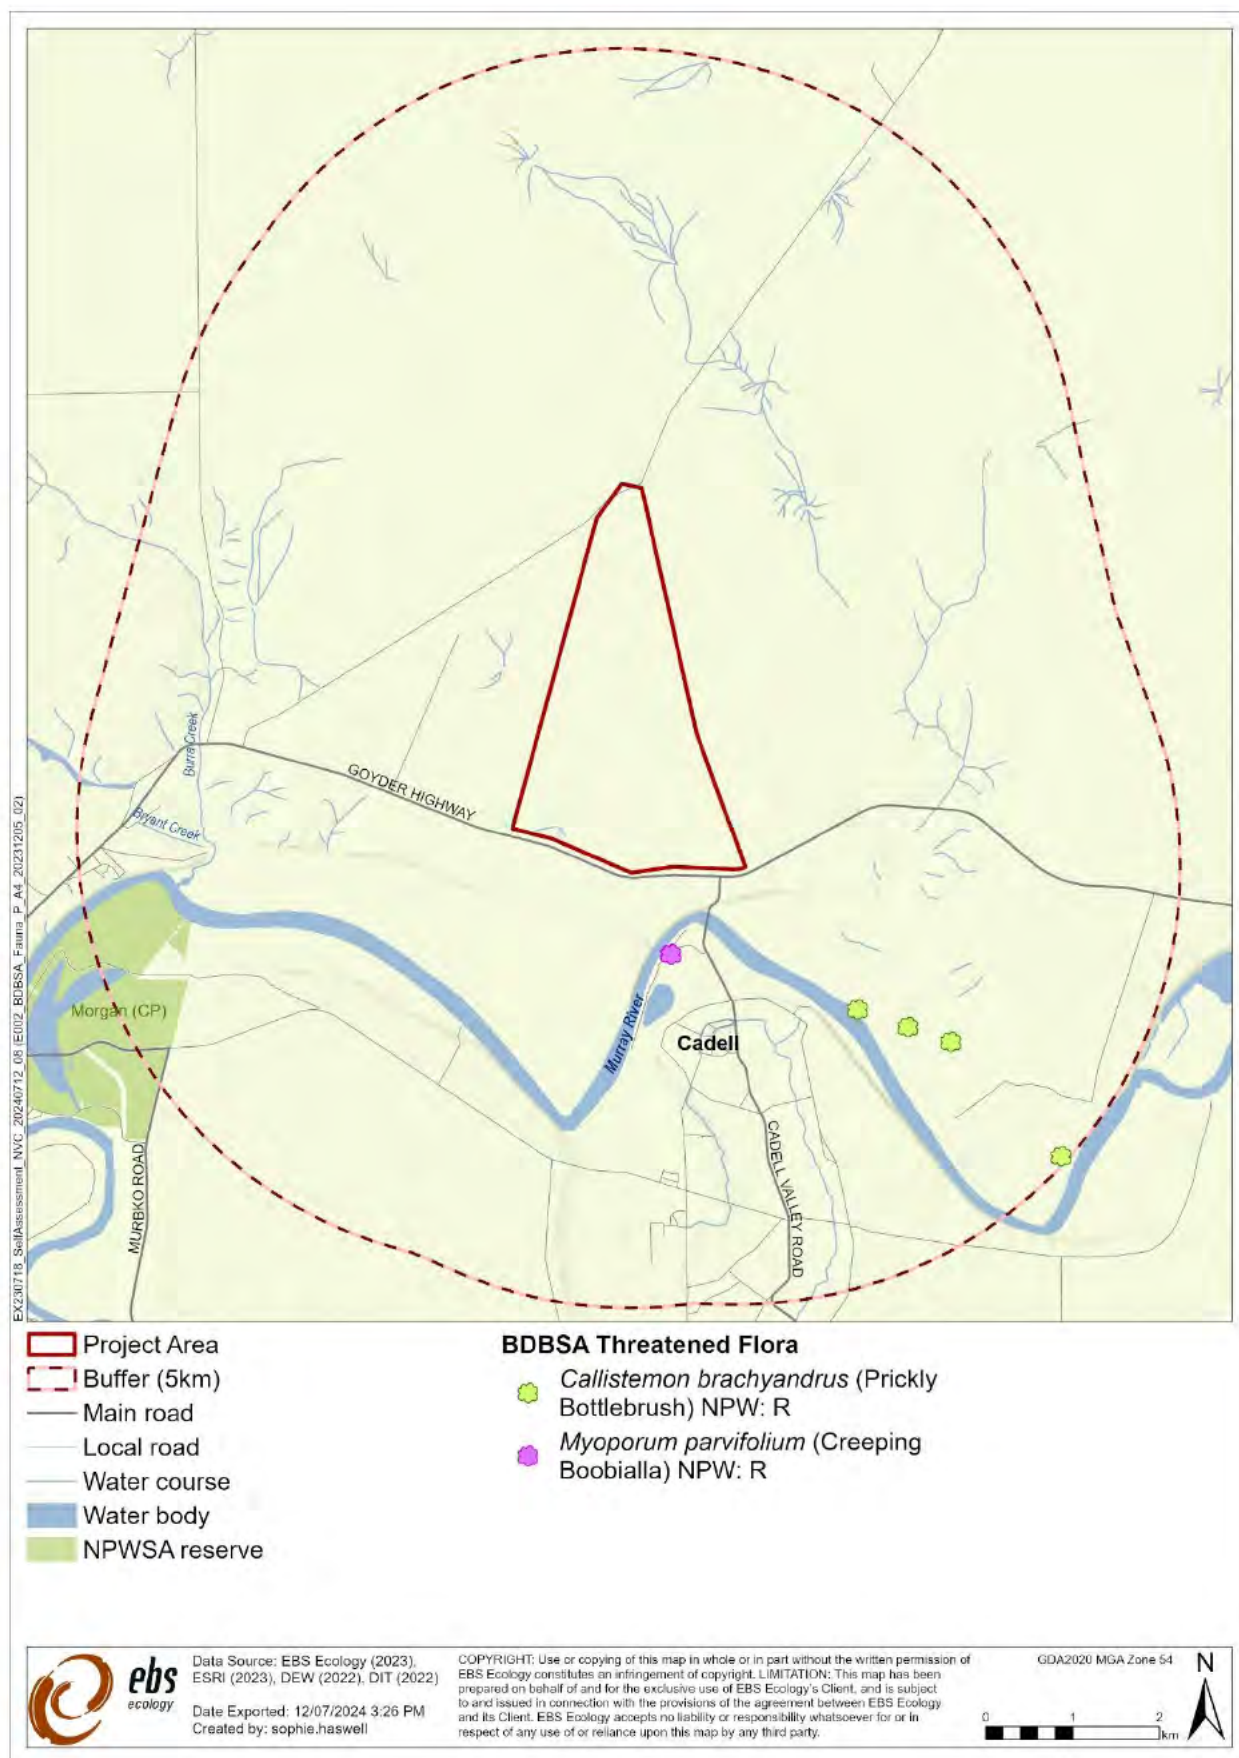 Burra Creek
GOYDER HIGHWAY
Bryant Creek
Morgan (CP)
Murray River
Cadell
MURBKO ROAD
CADELL VALLEY ROAD
EX230718_SelfAssessment_NVC_20240712_08 (E002_BDBSA_Fauna_P_A4_20231205_02)
Project Area
Buffer (5km)
Main road
Local road
Water course
Water body
NPWSA reserve
BDBSA Threatened Flora
Callistemon brachyandrus (Prickly
Bottlebrush) NPW: R
Myoporum parvifolium (Creeping
Boobialla) NPW: R
ebs
ecology
Data Source: EBS Ecology (2023),
ESRI (2023), DEW (2022), DIT (2022)
Date Exported: 12/07/2024 3:26 PM
Created by: sophie.haswell
COPYRIGHT: Use or copying of this map in whole or in part without the written permission of
EBS Ecology constitutes an infringement of copyright. LIMITATION: This map has been
prepared on behalf of and for the exclusive use of EBS Ecology's Client, and is subject
to and issued in connection with the provisions of the agreement between EBS Ecology
and its Client. EBS Ecology accepts no liability or responsibility whatsoever for or in
respect of any use of or reliance upon this map by any third party.
GDA2020 MGA Zone 54
N
0 1 2
km